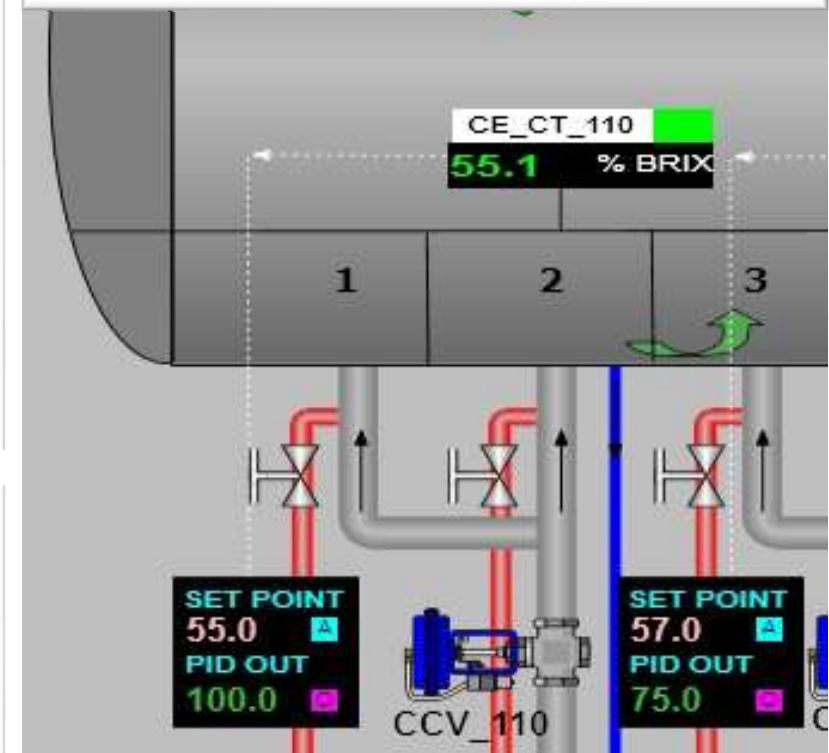 CE_CT_110
55.1 % BRIX
1 2 3
SET POINT
55.0 A
PID OUT
100.0 C
CCV_110
SET POINT
57.0 A
PID OUT
75.0 C
C